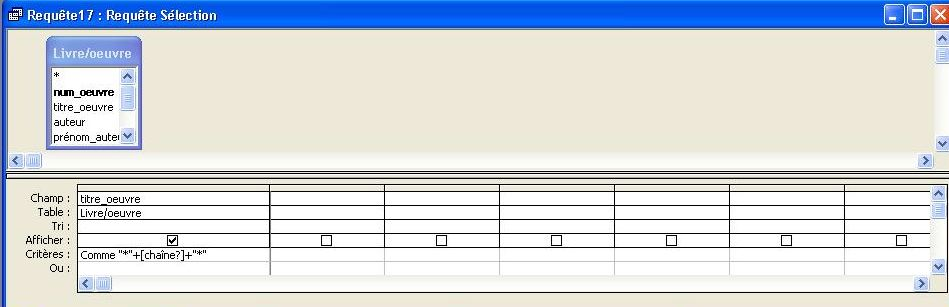 Requête17 : Requête Sélection
Livre/oeuvre
*
num_oeuvre
titre_oeuvre
auteur
prénom_aute
Champ : titre_oeuvre
Table : Livre/oeuvre
Tri :
Afficher :
Critères : Comme "*"+[chaîne?]+"*"
Ou :